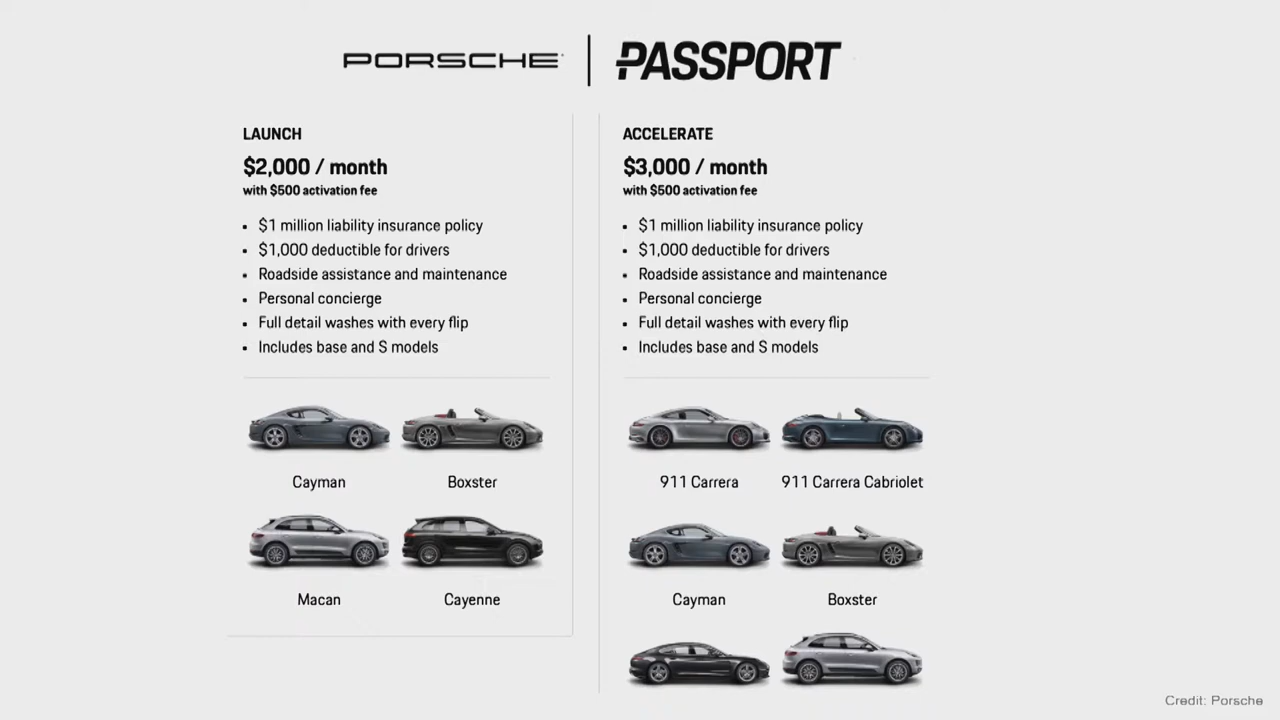 PORSCHE
PASSPORT
LAUNCH
$2,000 / month
with $500 activation fee
• $1 million liability insurance policy
• $1,000 deductible for drivers
• Roadside assistance and maintenance
• Personal concierge
• Full detail washes with every flip
• Includes base and S models
Cayman
Boxster
Macan
Cayenne
ACCELERATE
$3,000 / month
with $500 activation fee
• $1 million liability insurance policy
• $1,000 deductible for drivers
• Roadside assistance and maintenance
• Personal concierge
• Full detail washes with every flip
• Includes base and S models
911 Carrera
911 Carrera Cabriolet
Cayman
Boxster
Credit: Porsche